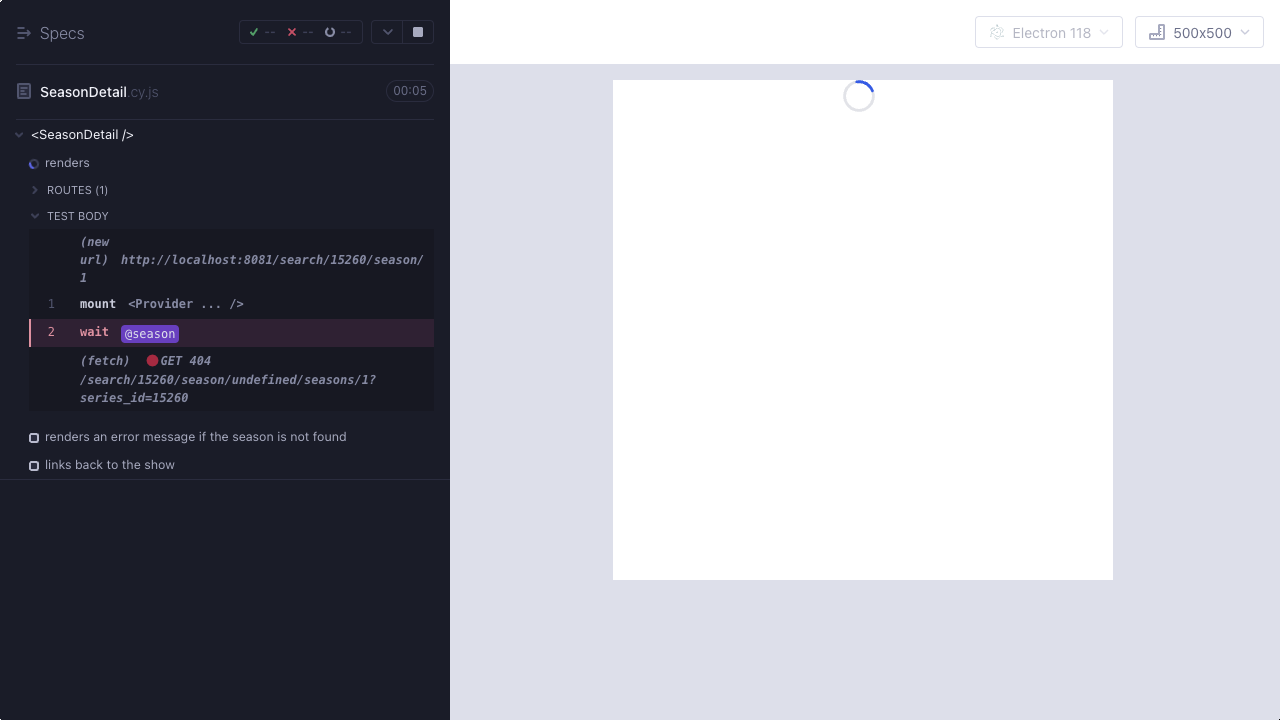 Specs
--
--
--
Electron 118
500x500
SeasonDetail.cy.js
00:05
<SeasonDetail />
renders
ROUTES (1)
TEST BODY
(new
url) http://localhost:8081/search/15260/season/
1
1 mount <Provider ... />
2 wait @season
(fetch) GET 404
/search/15260/season/undefined/seasons/1?
series_id=15260
renders an error message if the season is not found
links back to the show